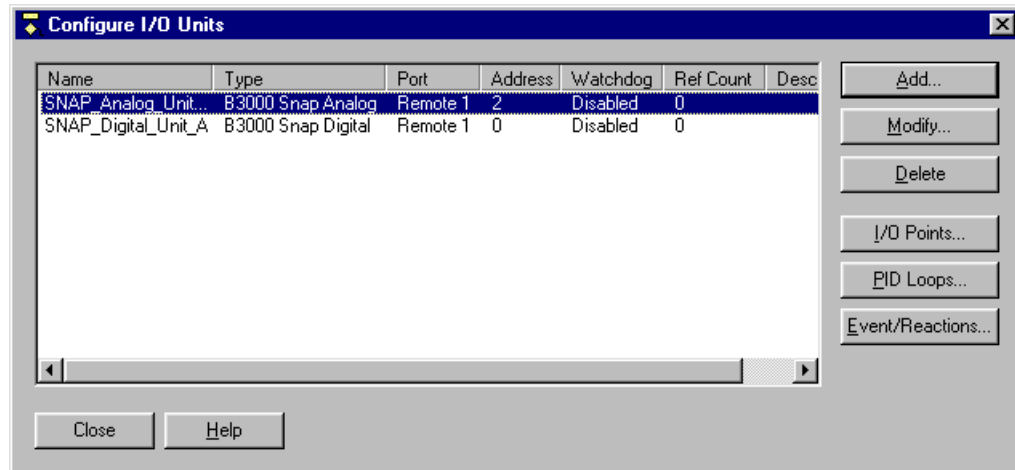 Configure I/O Units
Name Type Port Address Watchdog Ref Count Desc
SNAP_Analog_Unit... B3000 Snap Analog Remote 1 2 Disabled 0
SNAP_Digital_Unit_A B3000 Snap Digital Remote 1 0 Disabled 0
Add...
Modify...
Delete
I/O Points...
PID Loops...
Event/Reactions...
Close Help